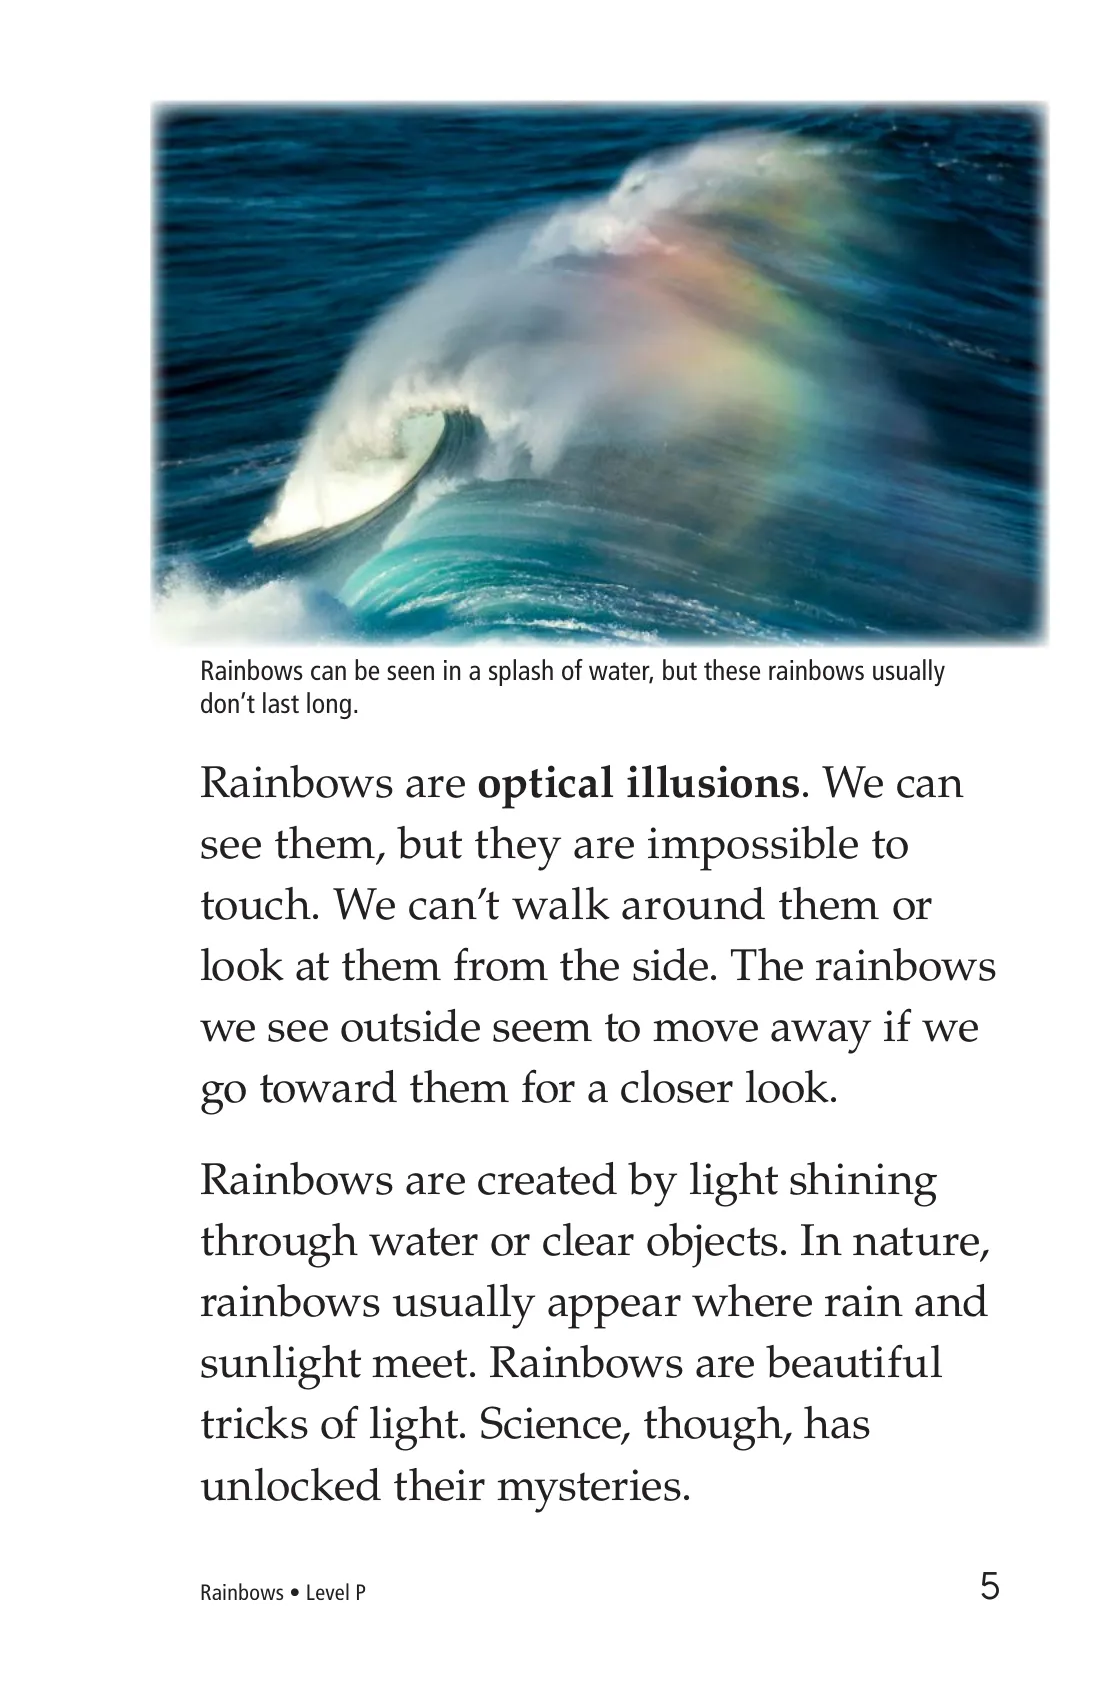 Rainbows can be seen in a splash of water, but these rainbows usually
don’t last long.
Rainbows are optical illusions. We can
see them, but they are impossible to
touch. We can’t walk around them or
look at them from the side. The rainbows
we see outside seem to move away if we
go toward them for a closer look.
Rainbows are created by light shining
through water or clear objects. In nature,
rainbows usually appear where rain and
sunlight meet. Rainbows are beautiful
tricks of light. Science, though, has
unlocked their mysteries.
Rainbows • Level P
5